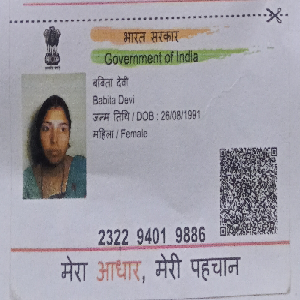 भारत सरकार
Government of India
बबिता देवी
Babita Devi
जन्म तिथि / DOB : 26/08/1991
महिला / Female
2322 9401 9886
मेरा आधार, मेरी पहचान